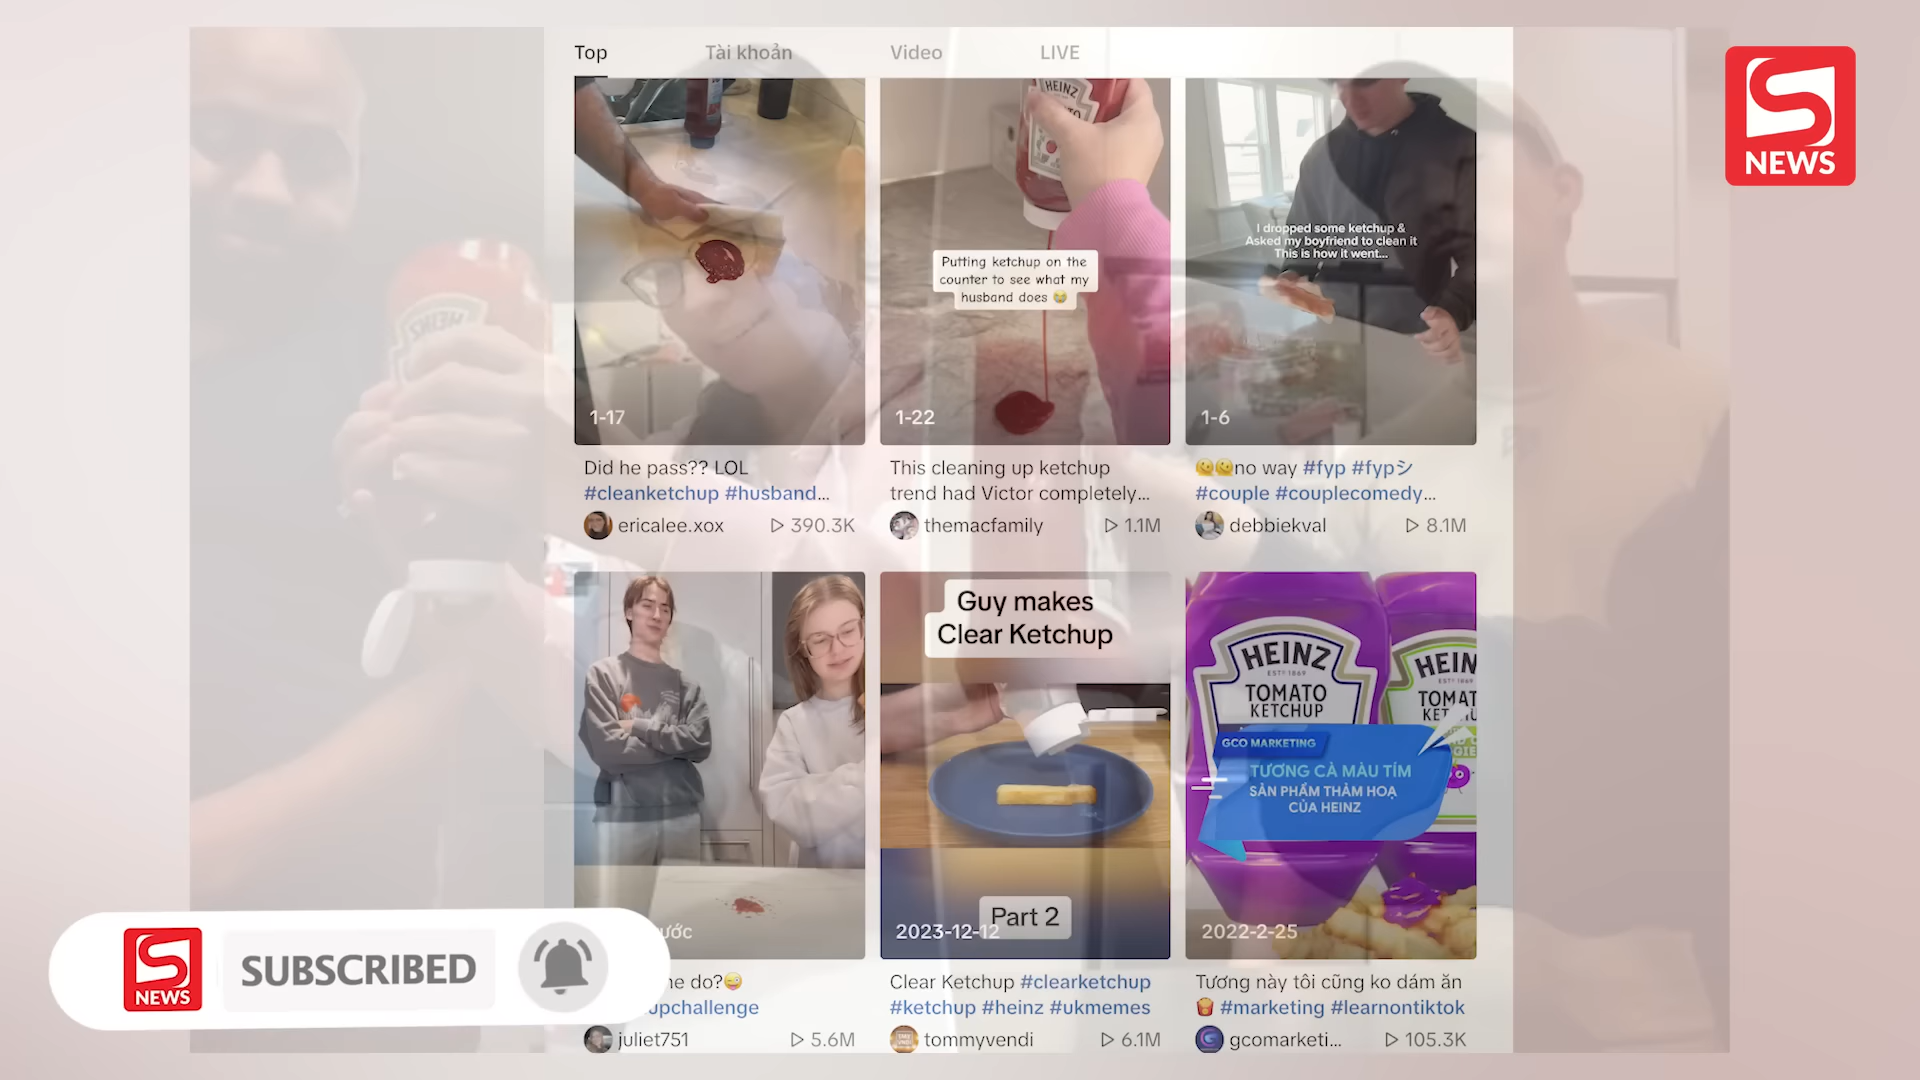 Top
Tài khoản
Video
LIVE
S
NEWS
HEINZ
HEINZ
Putting ketchup on the
counter to see what my
husband does
I dropped some ketchup &
Asked my boyfriend to clean it
This is how it went...
1-17
1-22
1-6
Did he pass?? LOL
#cleanketchup #husband...
ericalee.xox
390.3K
This cleaning up ketchup
trend had Victor completely...
themacfamily
1.1M
no way #fyp #fypシ
#couple #couplecomedy...
debbiekval
8.1M
Guy makes
Clear Ketchup
Part 2
2023-12-12
HEINZ
ESTD 1869
TOMATO
KETCHUP
HEIN
TOMAT
GCO MARKETING
TƯƠNG CÀ MÀU TÍM
SẢN PHẨM THẢM HOẠ
CỦA HEINZ
2022-2-25
ước
ne do?
upchallenge
juliet751
5.6M
Clear Ketchup #clearketchup
#ketchup #heinz #ukmemes
tommyvendi
6.1M
Tương này tôi cũng ko dám ăn
#marketing #learnontiktok
gcomarketi...
105.3K
S
NEWS
SUBSCRIBED